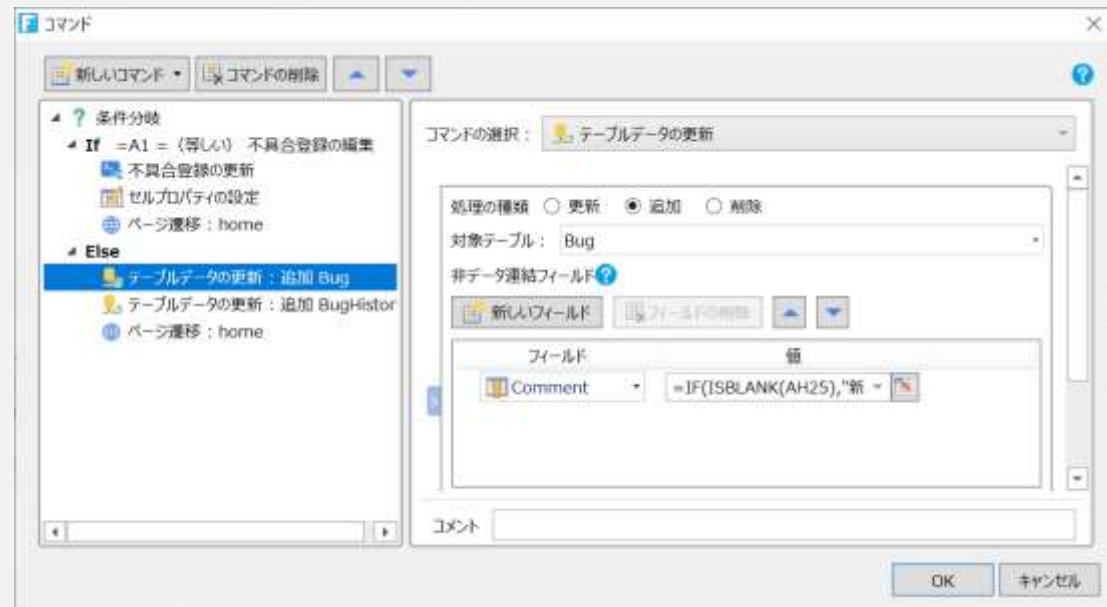 コマンド
新しいコマンド コマンドの削除
条件分岐
If =A1 = (等しい) 不具合登録の編集
不具合登録の更新
セルプロパティの設定
ページ遷移:home
Else
テーブルデータの更新:追加 Bug
テーブルデータの更新:追加 BugHistor
ページ遷移:home
コマンドの選択: テーブルデータの更新
処理の種類 更新 追加 削除
対象テーブル: Bug
非データ連結フィールド
新しいフィールド フィールドの削除
フィールド 値
Comment =IF(ISBLANK(AH25),"新
コメント
OK キャンセル